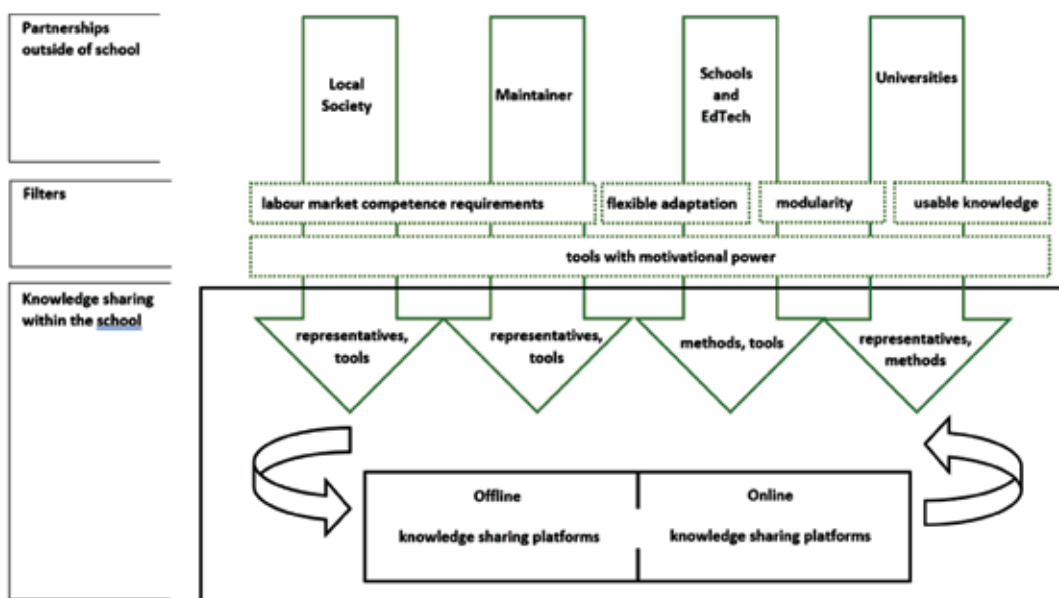 Partnerships
outside of school
Local
Society
Maintainer
Schools
and
EdTech
Universities
Filters
labour market competence requirements
flexible adaptation
modularity
usable knowledge
tools with motivational power
Knowledge sharing
within the school
representatives,
tools
representatives,
tools
methods, tools
representatives,
methods
Offline
knowledge sharing platforms
Online
knowledge sharing platforms